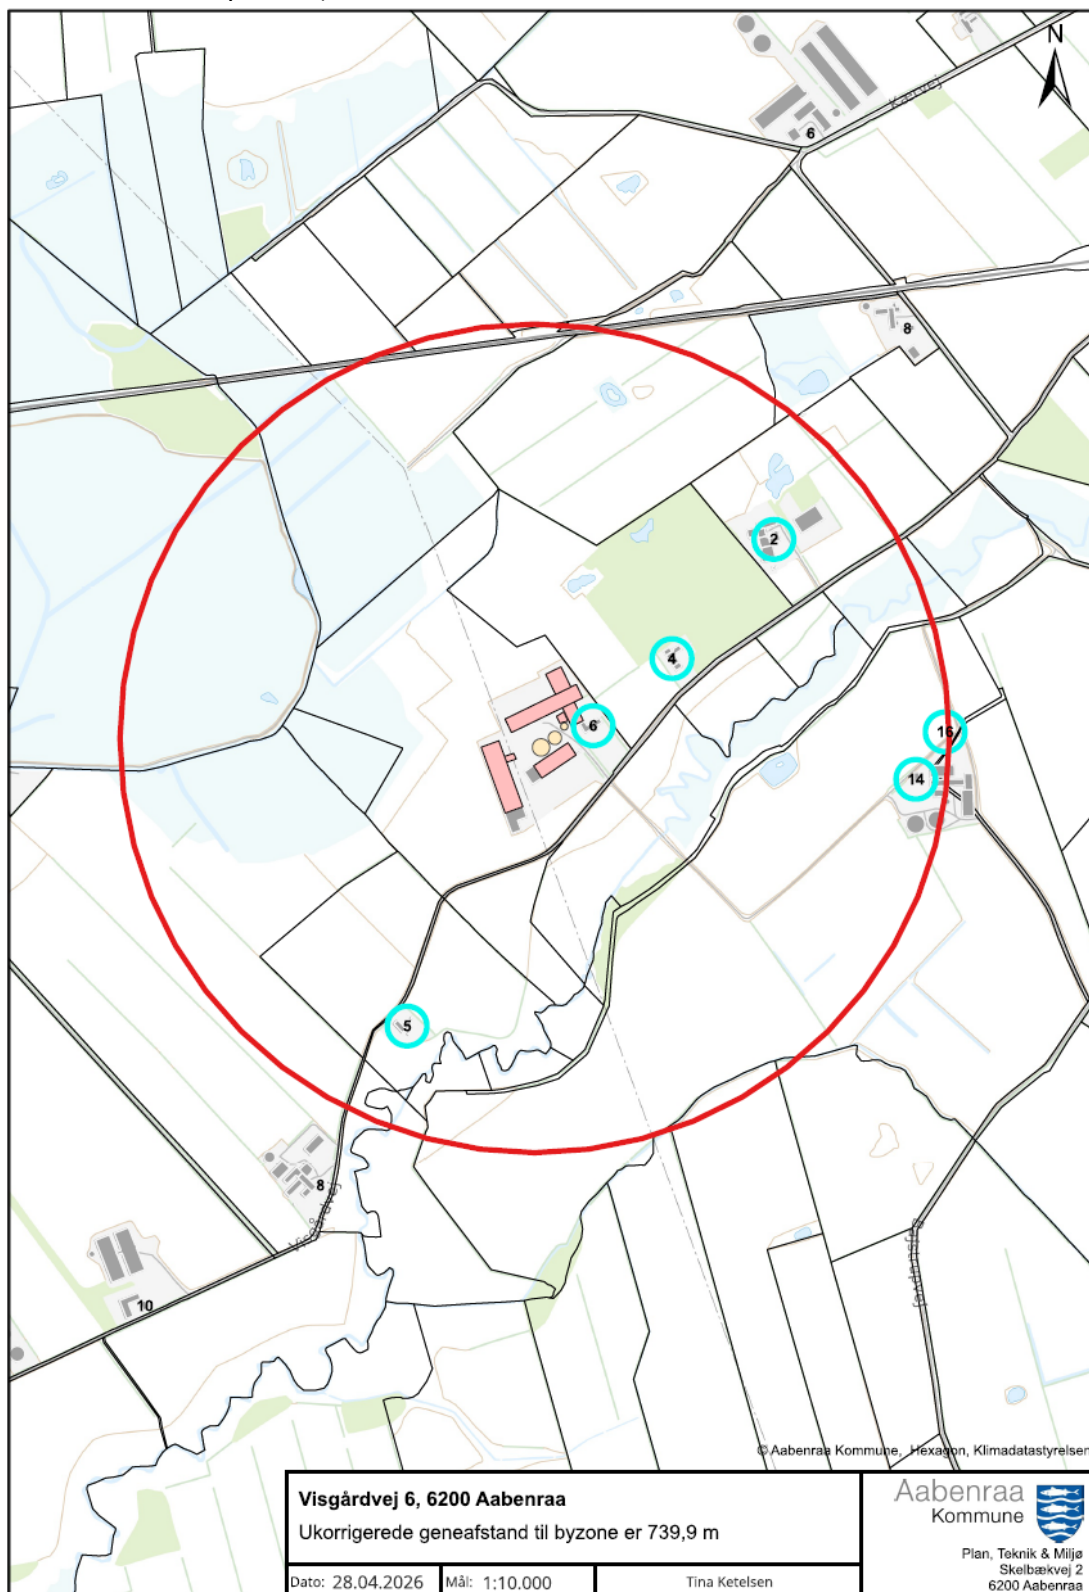 N
Kærvej
6
8
2
4
6
16
14
5
8
Visgårdvej
10
© Aabenraa Kommune, Hexagon, Klimadatastyrelsen
Visgårdvej 6, 6200 Aabenraa
Ukorrigerede geneafstand til byzone er 739,9 m
Dato: 28.04.2026
Mål: 1:10.000
Tina Ketelsen
Aabenraa
Kommune
Plan, Teknik & Miljø
Skelbækvej 2
6200 Aabenraa